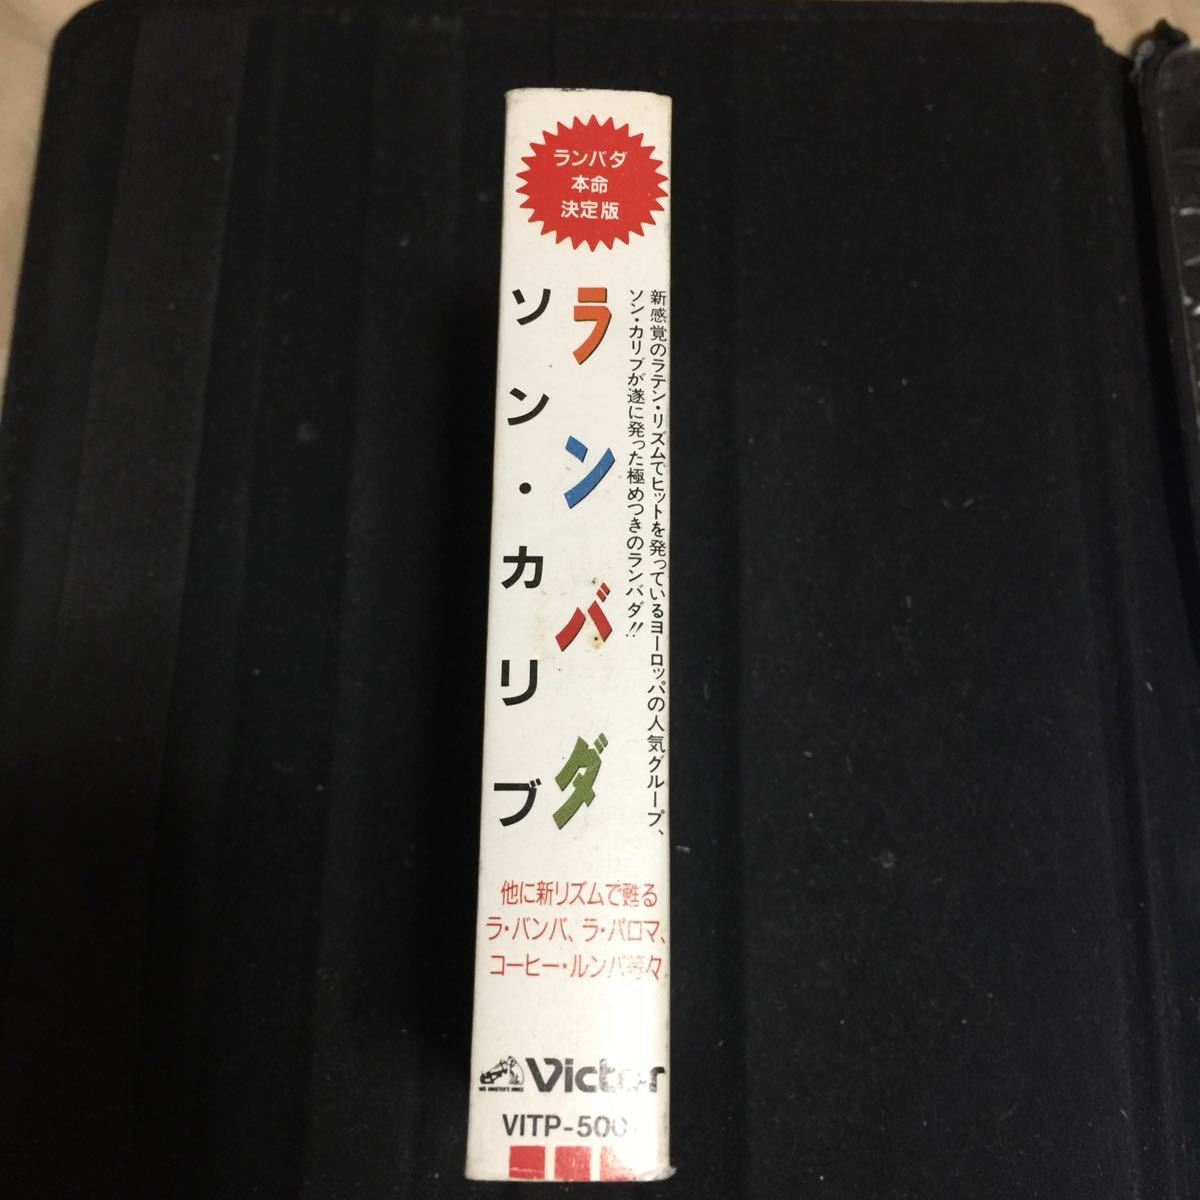 ランバダ
本命
決定版
新感覚のラテン・リズムでヒットを発っているヨーロッパの人気グループ、
ソン・カリブが遂に発った極めつきのランバダ!!
ランバダ
ソン・カリブ
他に新リズムで甦る
ラ・バンバ、ラ・パロマ、
コーヒー・ルンバ等々
HIS MASTER'S VOICE
Victor
VITP-500